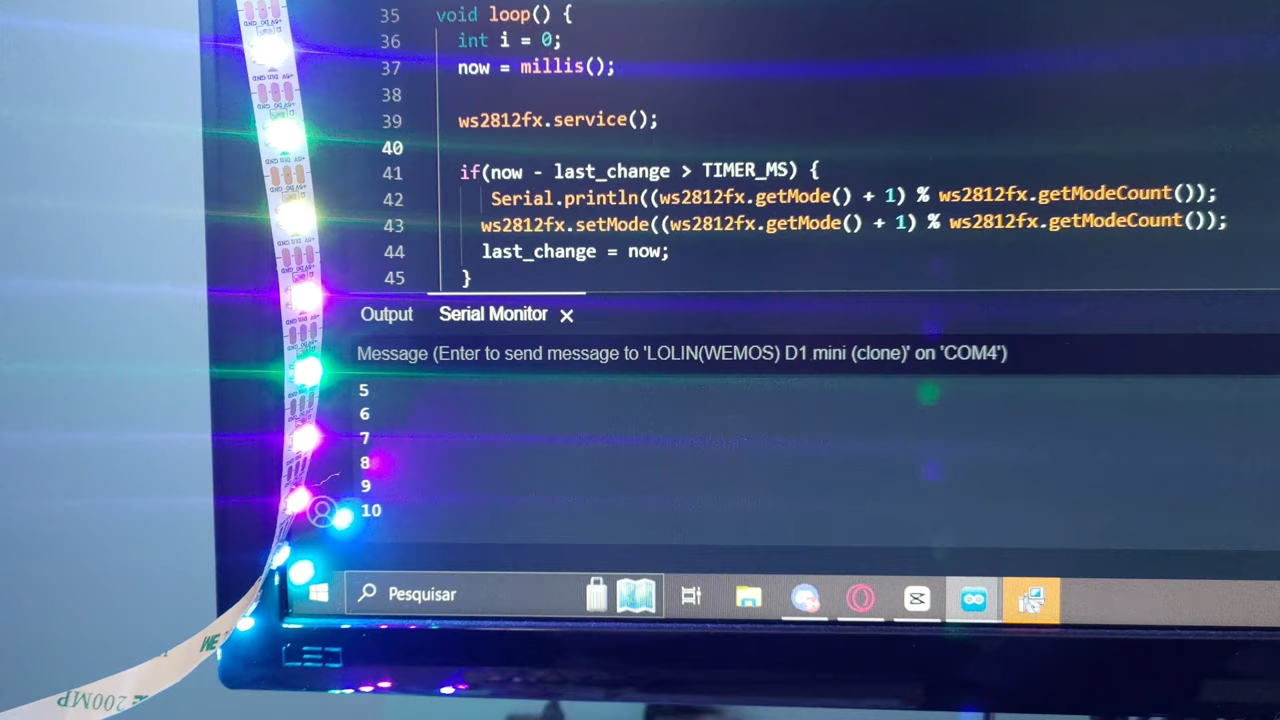 35 void loop() {
36 int i = 0;
37 now = millis();
38
39 ws2812fx.service();
40
41 if(now - last_change > TIMER_MS) {
42 Serial.println((ws2812fx.getMode() + 1) % ws2812fx.getModeCount());
43 ws2812fx.setMode((ws2812fx.getMode() + 1) % ws2812fx.getModeCount());
44 last_change = now;
45 }
Output Serial Monitor
Message (Enter to send message to 'LOLIN(WEMOS) D1 mini (clone)' on 'COM4')
5
6
7
8
9
10
Pesquisar
LED
200MP